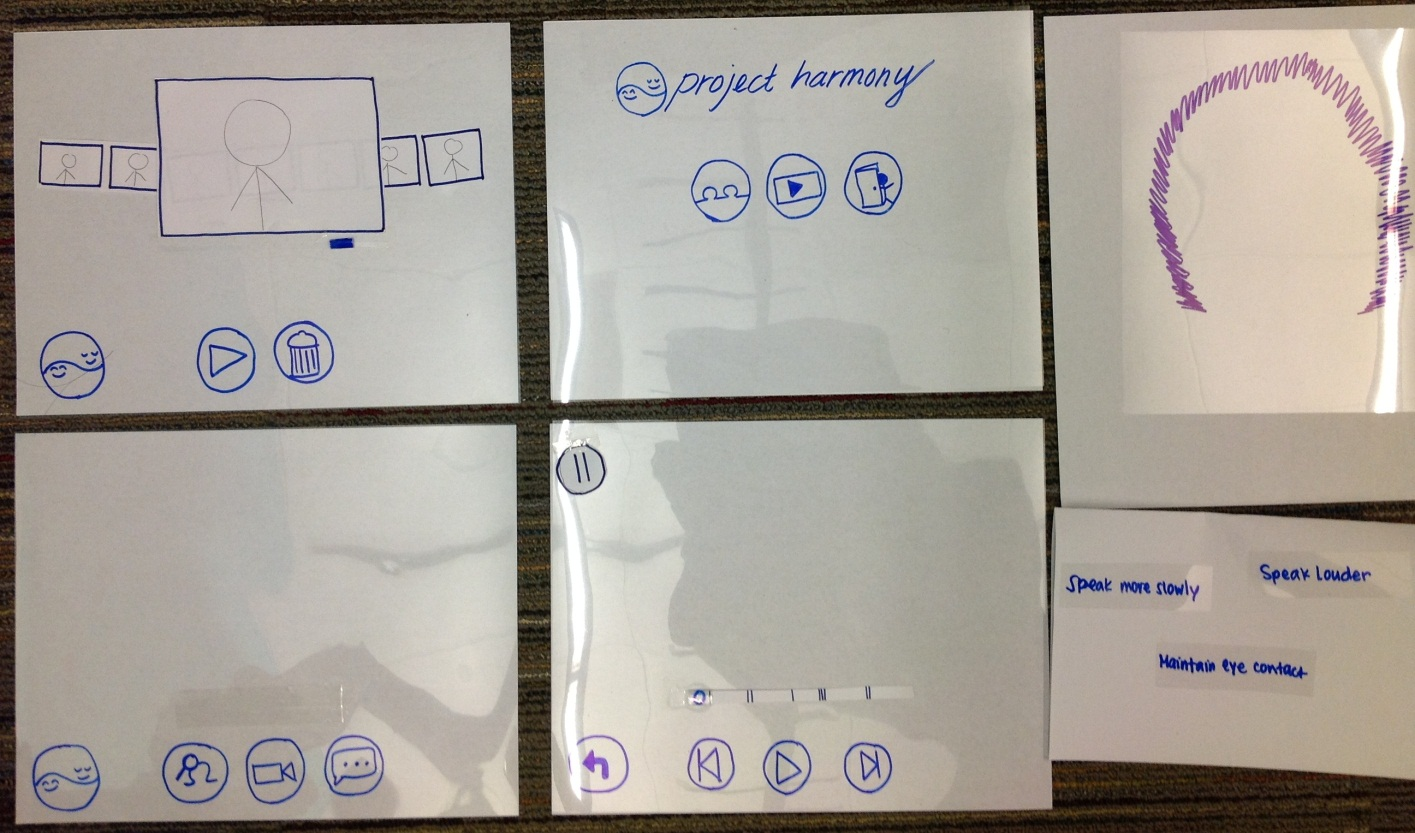 project harmony
Speak more slowly
Speak Louder
Maintain eye contact